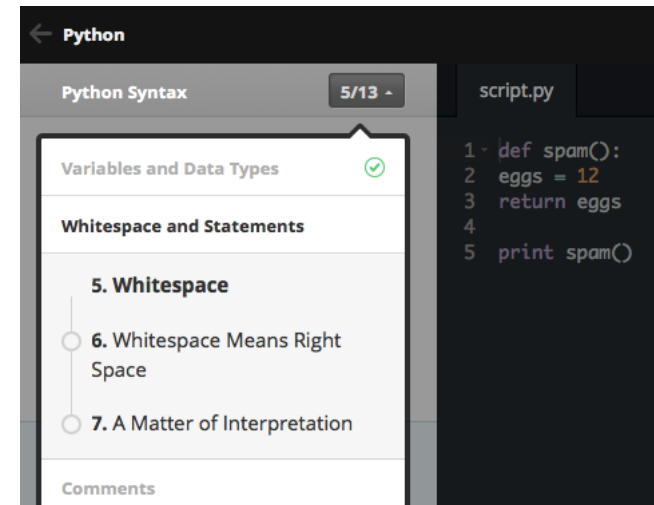 Python
Python Syntax
5/13
Variables and Data Types
Whitespace and Statements
5. Whitespace
6. Whitespace Means Right
Space
7. A Matter of Interpretation
Comments
script.py
1 def spam():
2 eggs = 12
3 return eggs
4
5 print spam()